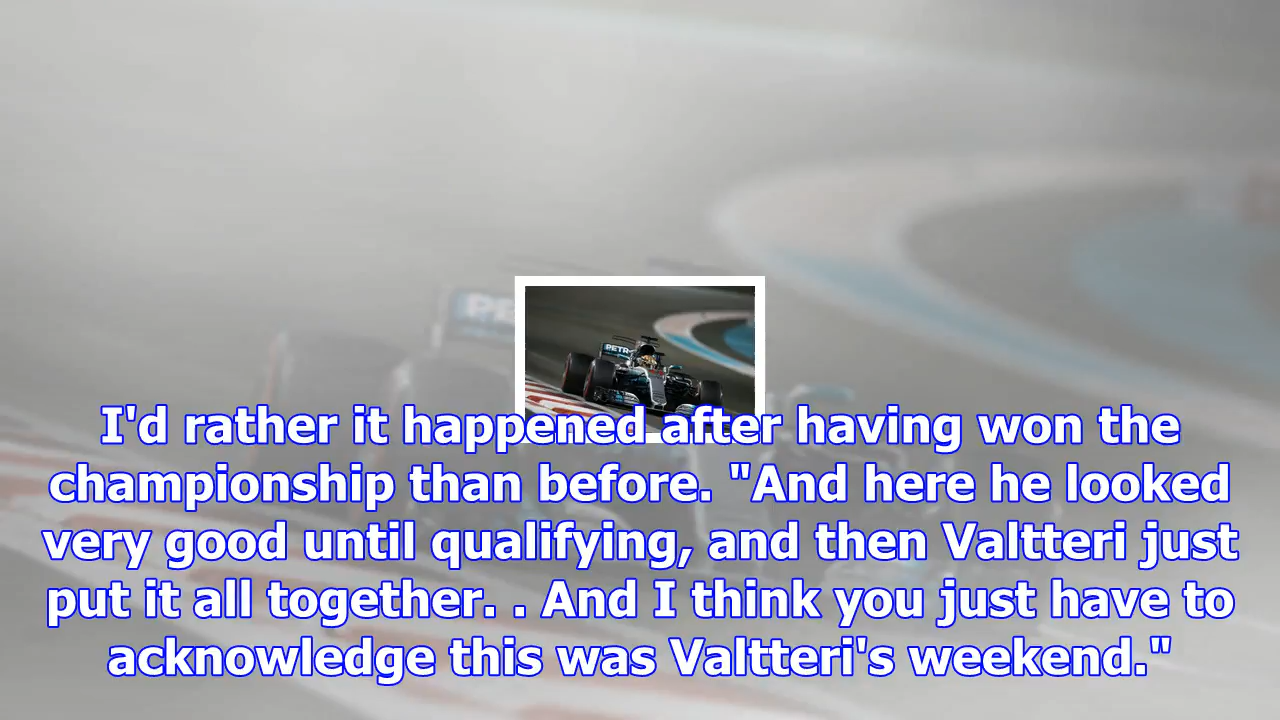 PETR
I'd rather it happened after having won the
championship than before. "And here he looked
very good until qualifying, and then Valtteri just
put it all together. . And I think you just have to
acknowledge this was Valtteri's weekend."